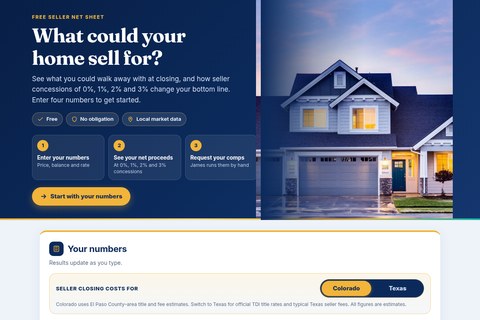 FREE SELLER NET SHEET
What could your
home sell for?
See what you could walk away with at closing, and how seller
concessions of 0%, 1%, 2% and 3% change your bottom line.
Enter four numbers to get started.
Free
No obligation
Local market data
1
Enter your numbers
Price, balance and rate
2
See your net proceeds
At 0%, 1%, 2% and 3%
concessions
3
Request your comps
James runs them by hand
→ Start with your numbers
Your numbers
Results update as you type.
SELLER CLOSING COSTS FOR
Colorado
Texas
Colorado uses El Paso County-area title and fee estimates. Switch to Texas for official TDI title rates and typical Texas seller fees. All figures are estimates.